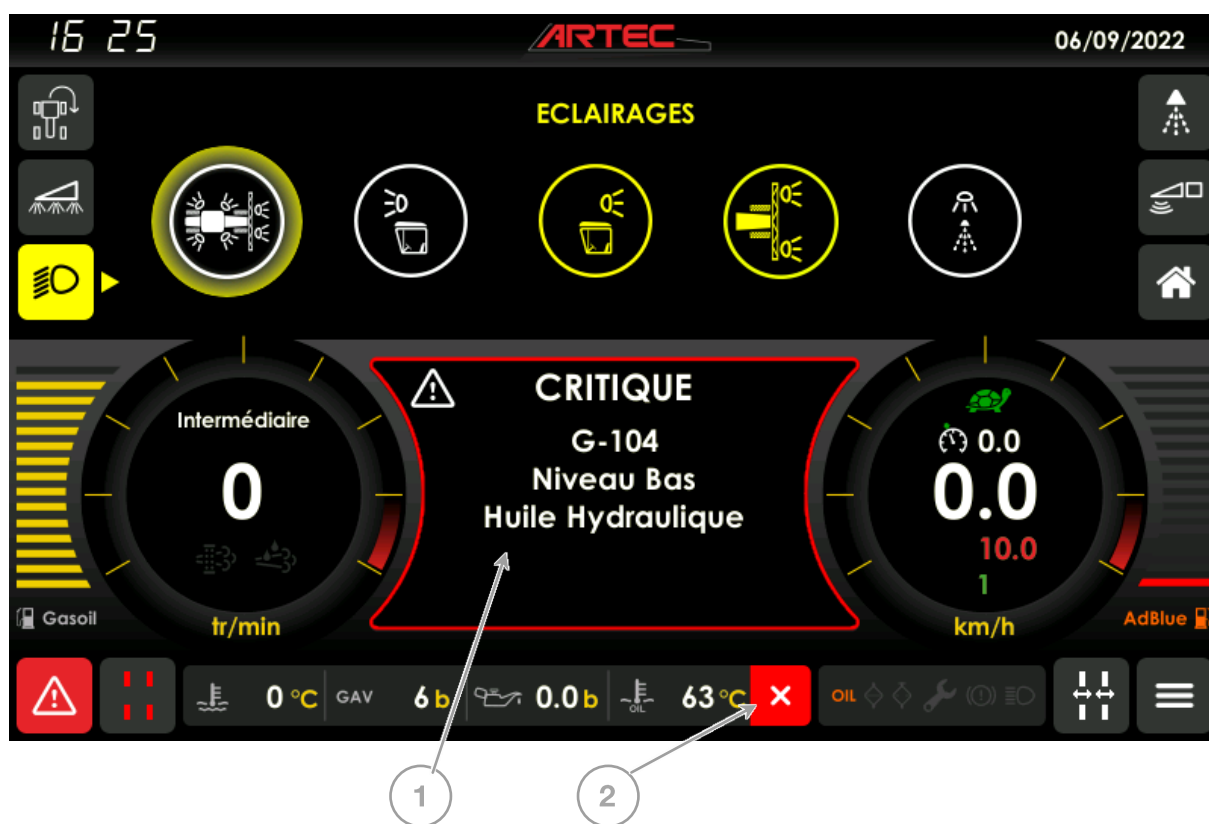 16 25
ARTEC
06/09/2022
ECLAIRAGES
Intermédiaire
0
tr/min
CRITIQUE
G-104
Niveau Bas
Huile Hydraulique
0.0
0.0
10.0
1
km/h
Gasoil
AdBlue
0 °C
GAV 6 b
0.0 b
OIL
63 °C
OIL
1
2